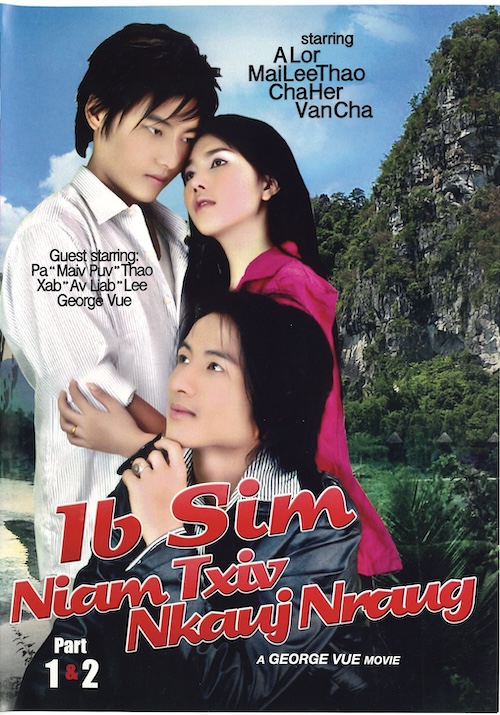 starring
A Lor
MaiLeeThao
ChaHer
VanCha
Guest starring:
Pa "Maiv Puv" Thao
Xab "Av Liab" Lee
George Vue
Ib Sim
Niam Txiv
Nkauj Nraug
Part
1 & 2
A GEORGE VUE MOVIE